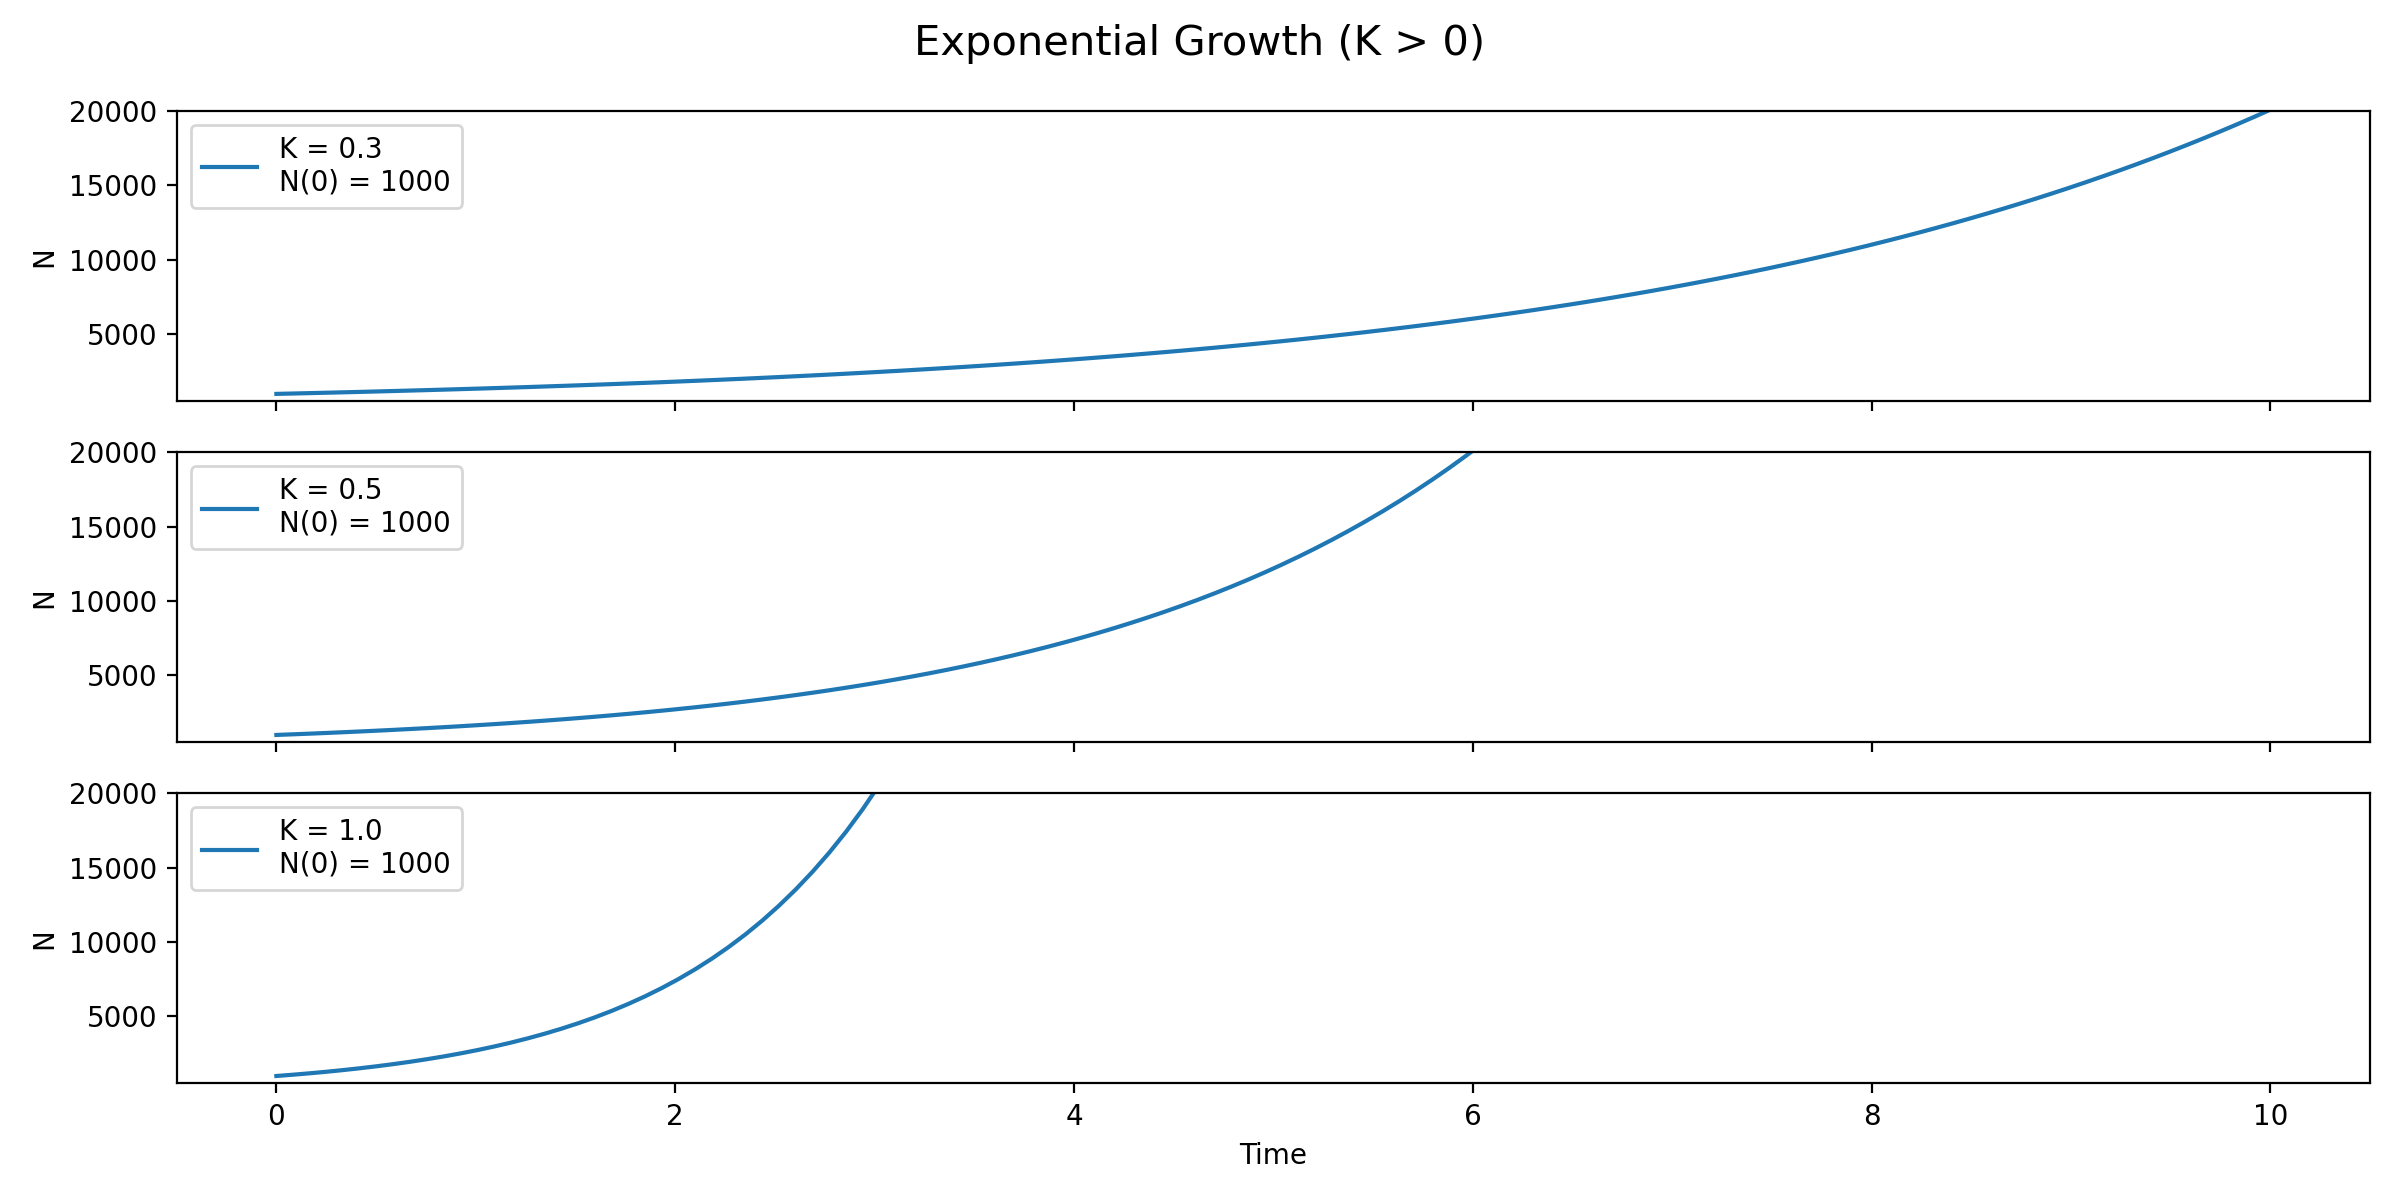 Exponential Growth (K > 0)
20000
15000
10000
5000
N
K = 0.3
N(0) = 1000
20000
15000
10000
5000
N
K = 0.5
N(0) = 1000
20000
15000
10000
5000
N
K = 1.0
N(0) = 1000
0 2 4 6 8 10
Time